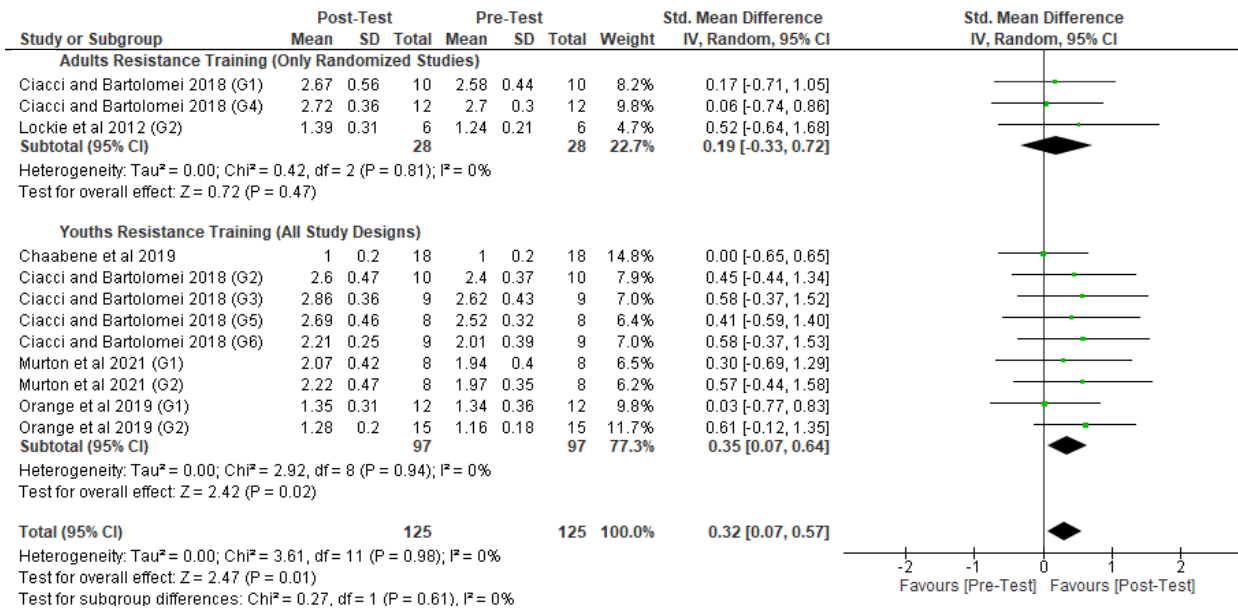 Post-Test Pre-Test Std. Mean Difference Std. Mean Difference
Study or Subgroup Mean SD Total Mean SD Total Weight IV, Random, 95% CI IV, Random, 95% CI
Adults Resistance Training (Only Randomized Studies)
Ciacci and Bartolomei 2018 (G1) 2.67 0.56 10 2.58 0.44 10 8.2% 0.17 [-0.71, 1.05]
Ciacci and Bartolomei 2018 (G4) 2.72 0.36 12 2.7 0.3 12 9.8% 0.06 [-0.74, 0.86]
Lockie et al 2012 (G2) 1.39 0.31 6 1.24 0.21 6 4.7% 0.52 [-0.64, 1.68]
Subtotal (95% CI) 28 28 22.7% 0.19 [-0.33, 0.72]
Heterogeneity: Tau² = 0.00; Chi² = 0.42, df = 2 (P = 0.81); I² = 0%
Test for overall effect: Z = 0.72 (P = 0.47)
Youths Resistance Training (All Study Designs)
Chaabene et al 2019 1 0.2 18 1 0.2 18 14.8% 0.00 [-0.65, 0.65]
Ciacci and Bartolomei 2018 (G2) 2.6 0.47 10 2.4 0.37 10 7.9% 0.45 [-0.44, 1.34]
Ciacci and Bartolomei 2018 (G3) 2.86 0.36 9 2.62 0.43 9 7.0% 0.58 [-0.37, 1.52]
Ciacci and Bartolomei 2018 (G5) 2.69 0.46 8 2.52 0.32 8 6.4% 0.41 [-0.59, 1.40]
Ciacci and Bartolomei 2018 (G6) 2.21 0.25 9 2.01 0.39 9 7.0% 0.58 [-0.37, 1.53]
Murton et al 2021 (G1) 2.07 0.42 8 1.94 0.4 8 6.5% 0.30 [-0.69, 1.29]
Murton et al 2021 (G2) 2.22 0.47 8 1.97 0.35 8 6.2% 0.57 [-0.44, 1.58]
Orange et al 2019 (G1) 1.35 0.31 12 1.34 0.36 12 9.8% 0.03 [-0.77, 0.83]
Orange et al 2019 (G2) 1.28 0.2 15 1.16 0.18 15 11.7% 0.61 [-0.12, 1.35]
Subtotal (95% CI) 97 97 77.3% 0.35 [0.07, 0.64]
Heterogeneity: Tau² = 0.00; Chi² = 2.92, df = 8 (P = 0.94); I² = 0%
Test for overall effect: Z = 2.42 (P = 0.02)
Total (95% CI) 125 125 100.0% 0.32 [0.07, 0.57]
Heterogeneity: Tau² = 0.00; Chi² = 3.61, df = 11 (P = 0.98); I² = 0%
Test for overall effect: Z = 2.47 (P = 0.01)
Test for subgroup differences: Chi² = 0.27, df = 1 (P = 0.61), I² = 0%
-2 -1 0 1 2
Favours [Pre-Test] Favours [Post-Test]